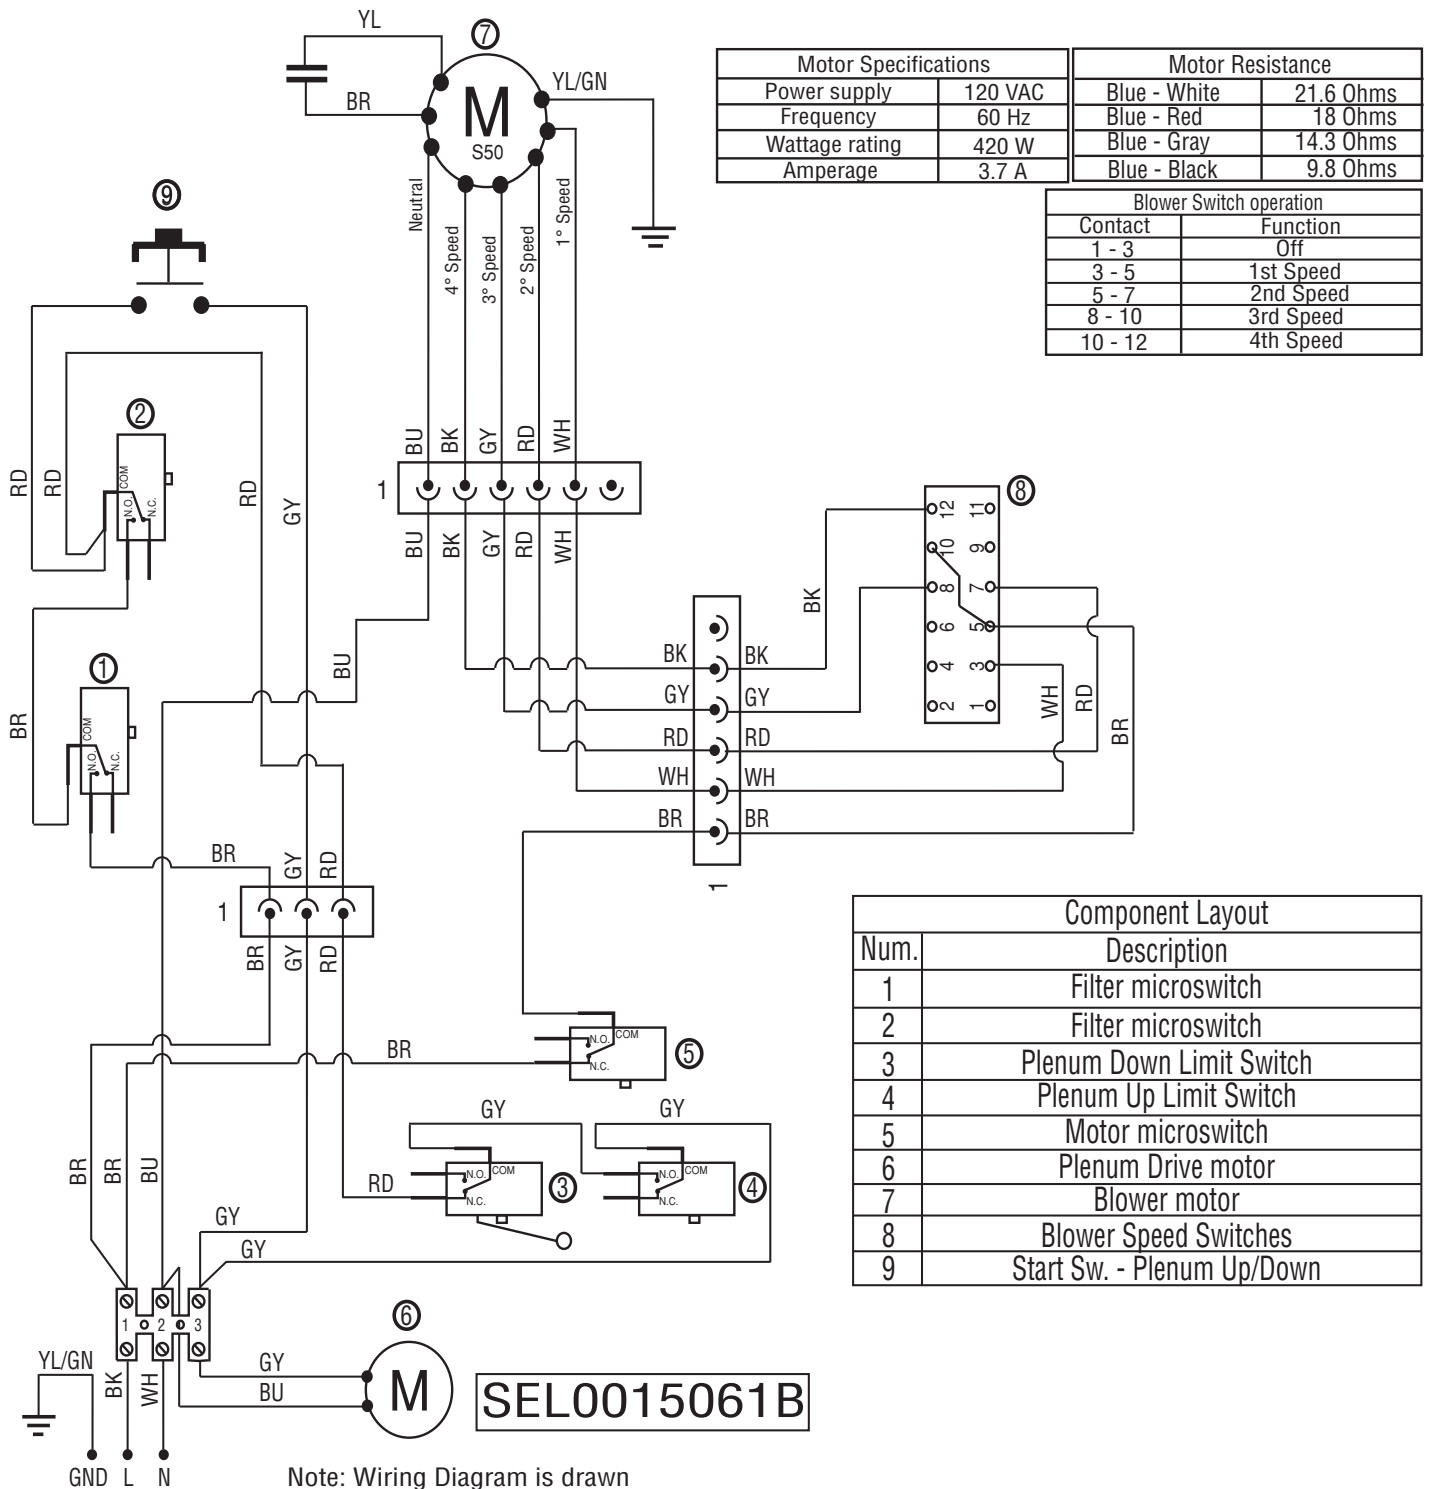 YL
7
YL/GN
BR
M
S50
Motor Specifications
Power supply 120 VAC
Frequency 60 Hz
Wattage rating 420 W
Amperage 3.7 A
Motor Resistance
Blue - White 21.6 Ohms
Blue - Red 18 Ohms
Blue - Gray 14.3 Ohms
Blue - Black 9.8 Ohms
Blower Switch operation
Contact Function
1 - 3 Off
3 - 5 1st Speed
5 - 7 2nd Speed
8 - 10 3rd Speed
10 - 12 4th Speed
9
Neutral
4° Speed
3° Speed
2° Speed
1° Speed
2
COM
N.O.
N.C.
RD
RD
RD
GY
BU
BK
GY
RD
WH
1
BU
BK
GY
RD
WH
8
12 11
10 9
8 7
6 5
4 3
2 1
BK
WH
RD
BR
BU
BK BK
GY GY
RD RD
WH WH
BR BR
1
1
COM
N.O.
N.C.
BR
BR
GY
RD
1
BR
GY
RD
Component Layout
Num. Description
1 Filter microswitch
2 Filter microswitch
3 Plenum Down Limit Switch
4 Plenum Up Limit Switch
5 Motor microswitch
6 Plenum Drive motor
7 Blower motor
8 Blower Speed Switches
9 Start Sw. - Plenum Up/Down
BR
N.O.
COM
N.C.
5
GY
GY
BR
BR
BU
RD
N.O.
COM
N.C.
3
N.O.
COM
N.C.
4
GY
GY
1 2 3
6
M
YL/GN
BK
WH
GY
BU
SEL0015061B
GND L N
Note: Wiring Diagram is drawn